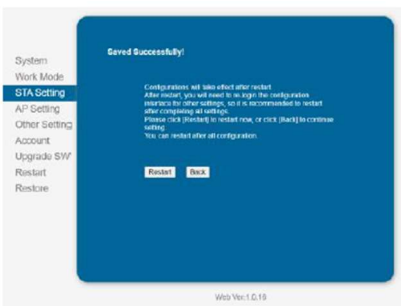 System
Work Mode
STA Setting
AP Setting
Other Setting
Account
Upgrade SW
Restart
Restore
Saved Successfully!
Configurations will take effect after restart
After restart, you will need to re-login the configuration
interface for other settings, so it is recommended to restart
after completing all settings.
Please click [Restart] to restart now, or click [Back] to continue
setting
You can restart after all configuration
Restart Back
Web Ver:1.0.16